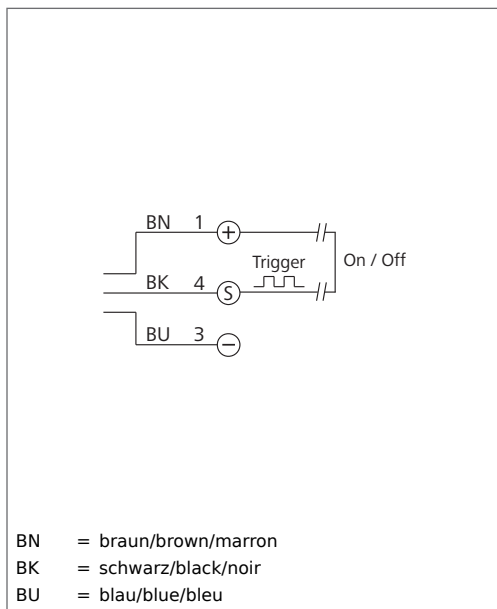 BN 1 +
Trigger On / Off
BK 4 S
BU 3 −
BN = braun/brown/marron
BK = schwarz/black/noir
BU = blau/blue/bleu